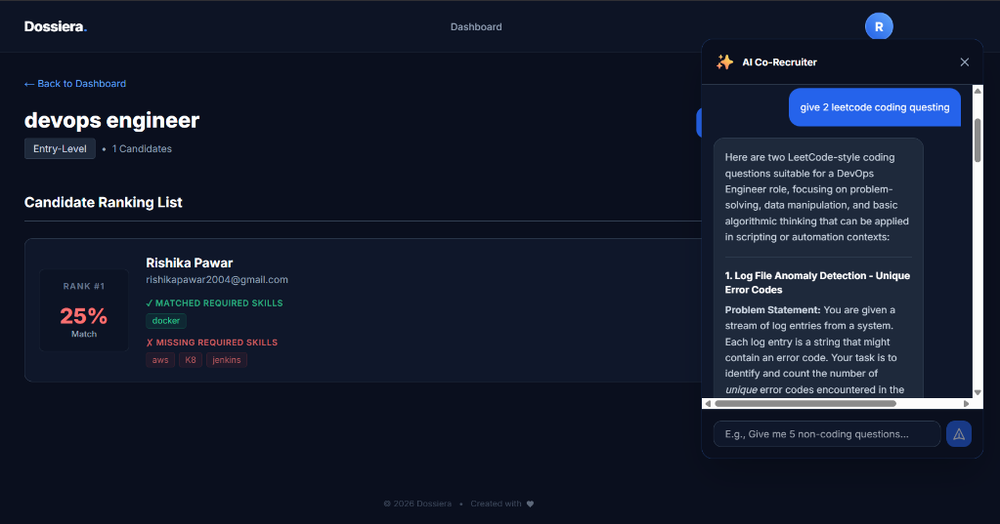 Dossiera.
Dashboard
R
← Back to Dashboard
devops engineer
Entry-Level • 1 Candidates
Candidate Ranking List
RANK #1
25%
Match
Rishika Pawar
rishikapawar2004@gmail.com
✓ MATCHED REQUIRED SKILLS
docker
✗ MISSING REQUIRED SKILLS
aws K8 jenkins
AI Co-Recruiter
give 2 leetcode coding questing
Here are two LeetCode-style coding
questions suitable for a DevOps
Engineer role, focusing on problem-
solving, data manipulation, and basic
algorithmic thinking that can be applied
in scripting or automation contexts:
1. Log File Anomaly Detection - Unique
Error Codes
Problem Statement: You are given a
stream of log entries from a system.
Each log entry is a string that might
contain an error code. Your task is to
identify and count the number of
unique error codes encountered in the
E.g., Give me 5 non-coding questions...
© 2026 Dossiera • Created with ♥